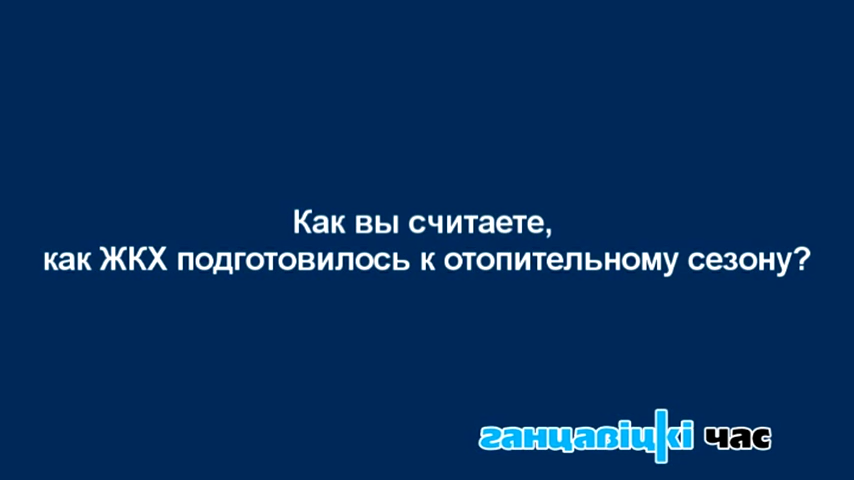 Как вы считаете,
как ЖКХ подготовилось к отопительному сезону?
ганцавіцкі час